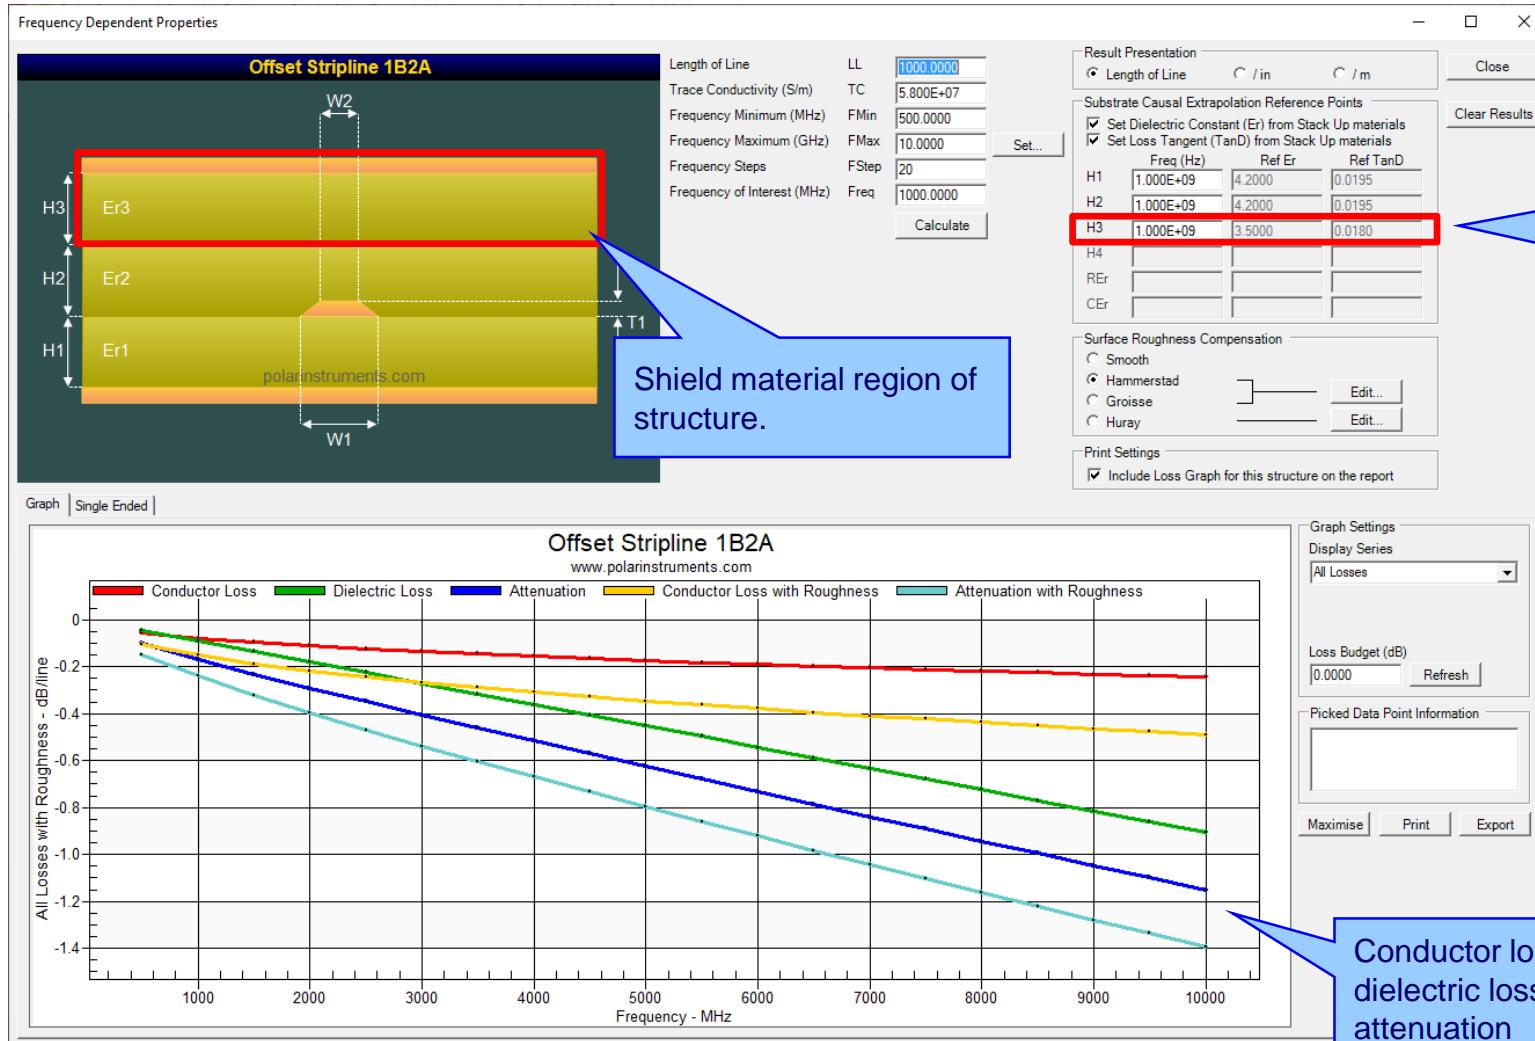 Frequency Dependent Properties
Offset Stripline 1B2A
W2
H3
Er3
H2
Er2
T1
H1
Er1
polarinstruments.com
W1
Length of Line LL 1000.0000
Trace Conductivity (S/m) TC 5.800E+07
Frequency Minimum (MHz) FMin 500.0000
Frequency Maximum (GHz) FMax 10.0000 Set...
Frequency Steps FStep 20
Frequency of Interest (MHz) Freq 1000.0000
Calculate
Result Presentation
Length of Line / in / m
Close
Clear Results
Substrate Causal Extrapolation Reference Points
Set Dielectric Constant (Er) from Stack Up materials
Set Loss Tangent (TanD) from Stack Up materials
Freq (Hz) Ref Er Ref TanD
H1 1.000E+09 4.2000 0.0195
H2 1.000E+09 4.2000 0.0195
H3 1.000E+09 3.5000 0.0180
H4
REr
CEr
Surface Roughness Compensation
Smooth
Hammerstad
Edit...
Groisse
Huray
Edit...
Print Settings
Include Loss Graph for this structure on the report
Shield material region of
structure.
Graph Single Ended
Offset Stripline 1B2A
www.polarinstruments.com
Conductor Loss Dielectric Loss Attenuation Conductor Loss with Roughness Attenuation with Roughness
All Losses with Roughness - dB/line
0
-0.2
-0.4
-0.6
-0.8
-1.0
-1.2
-1.4
1000 2000 3000 4000 5000 6000 7000 8000 9000 10000
Frequency - MHz
Graph Settings
Display Series
All Losses
Loss Budget (dB)
0.0000 Refresh
Picked Data Point Information
Maximise Print Export
Conductor lo
dielectric loss
attenuation